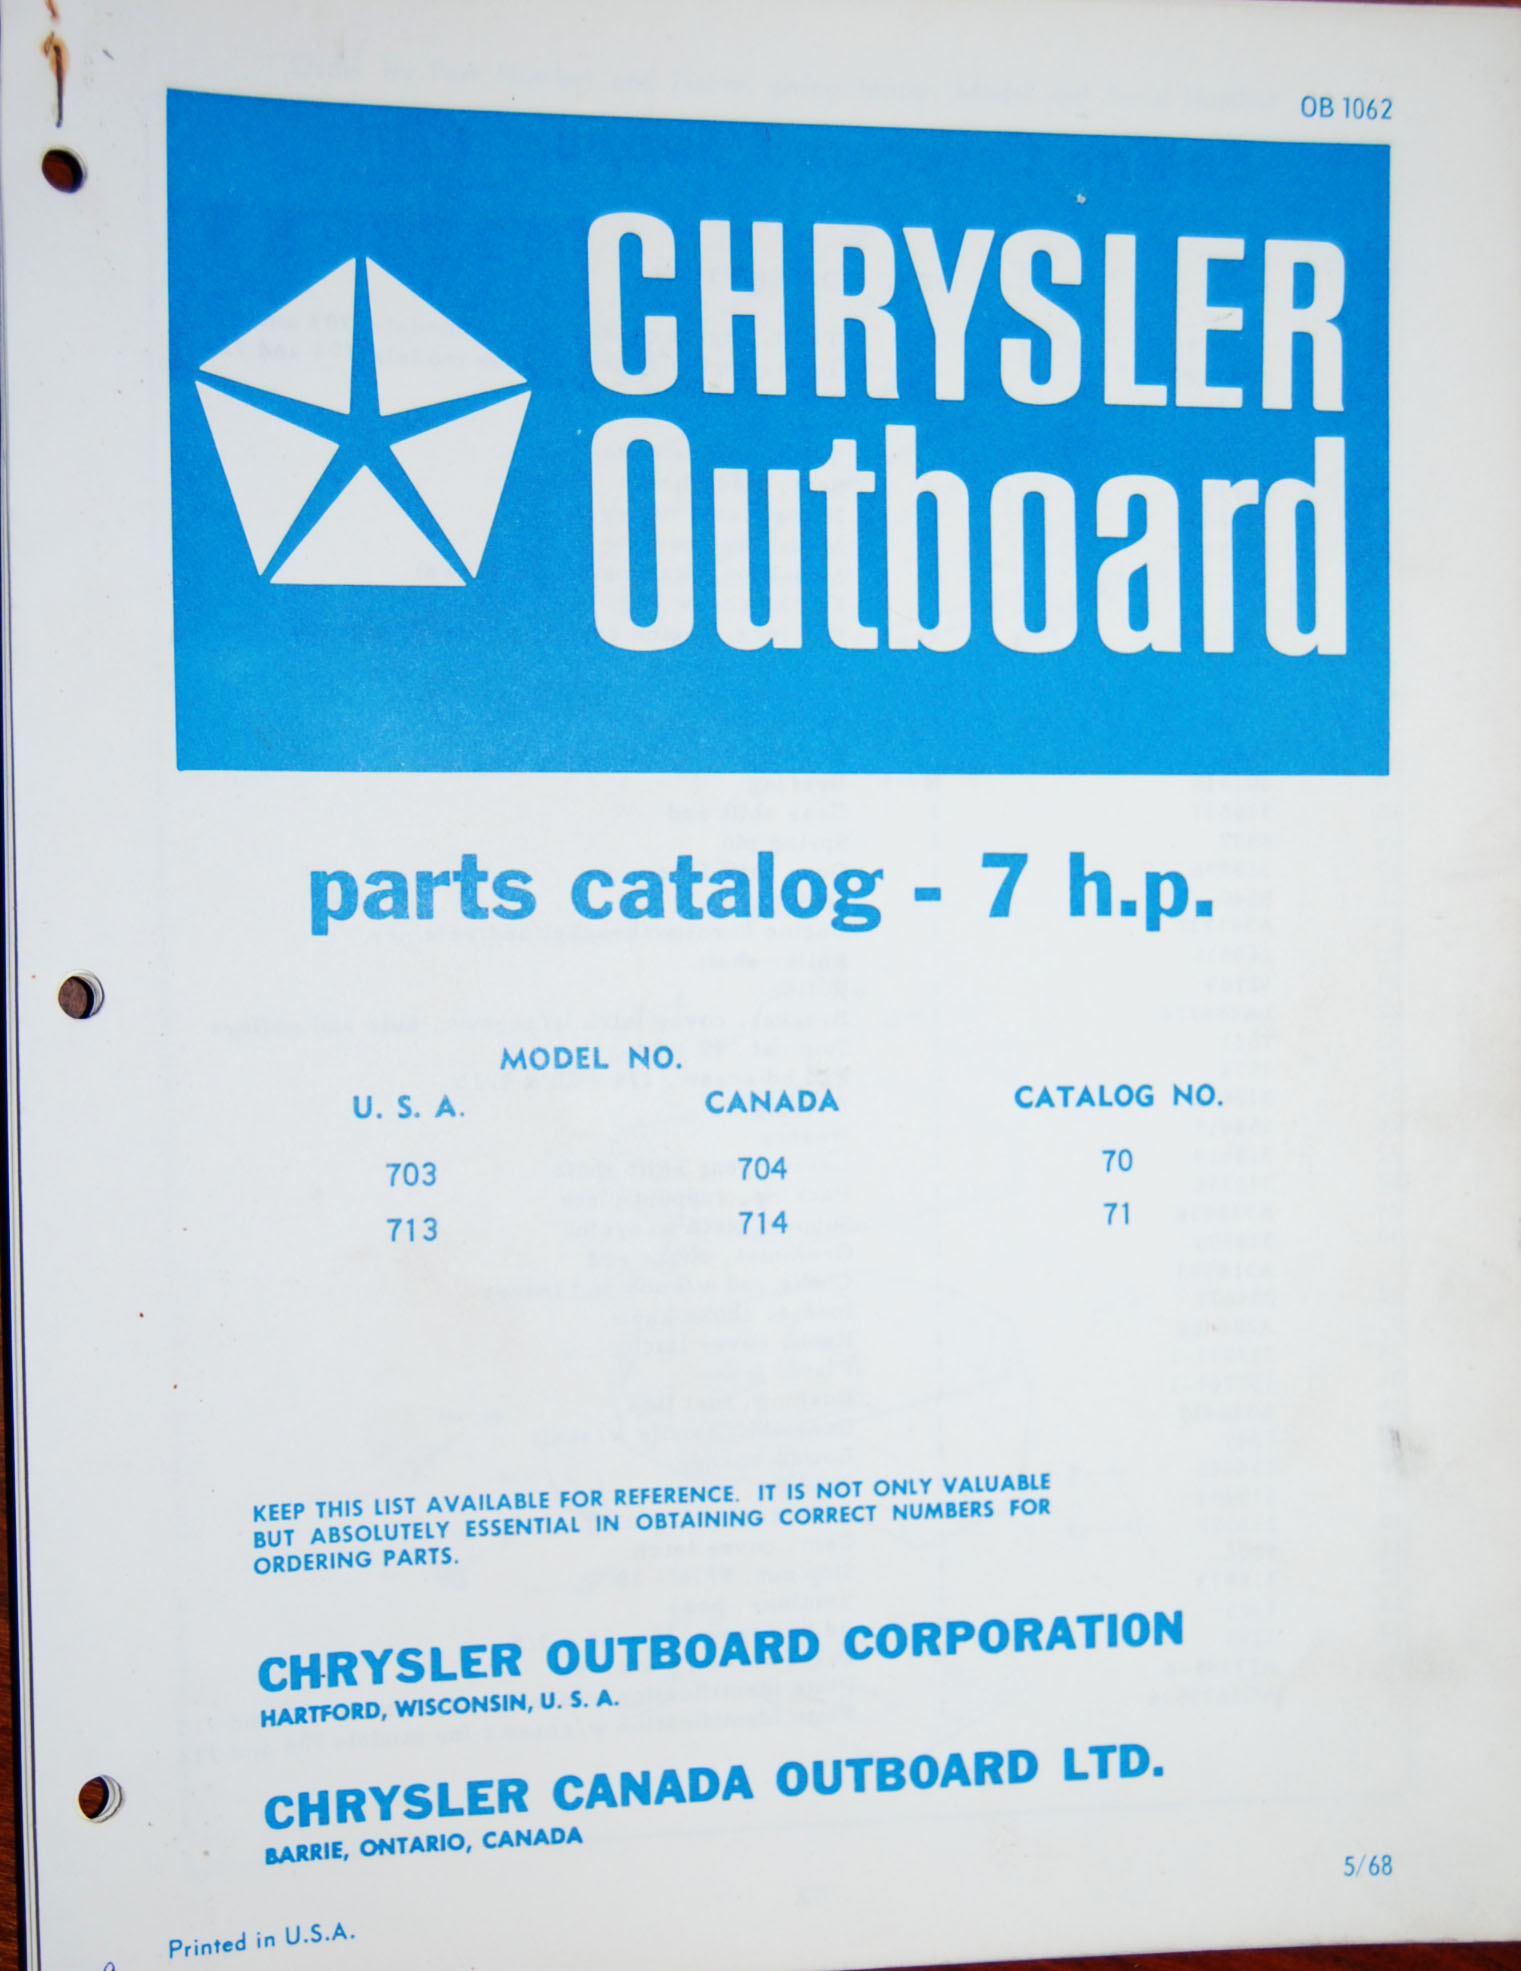 OB 1062
CHRYSLER
Outboard
parts catalog - 7 h.p.
MODEL NO.
U. S. A. CANADA CATALOG NO.
703 704 70
713 714 71
KEEP THIS LIST AVAILABLE FOR REFERENCE. IT IS NOT ONLY VALUABLE
BUT ABSOLUTELY ESSENTIAL IN OBTAINING CORRECT NUMBERS FOR
ORDERING PARTS.
CHRYSLER OUTBOARD CORPORATION
HARTFORD, WISCONSIN, U. S. A.
CHRYSLER CANADA OUTBOARD LTD.
BARRIE, ONTARIO, CANADA
5/68
Printed in U.S.A.